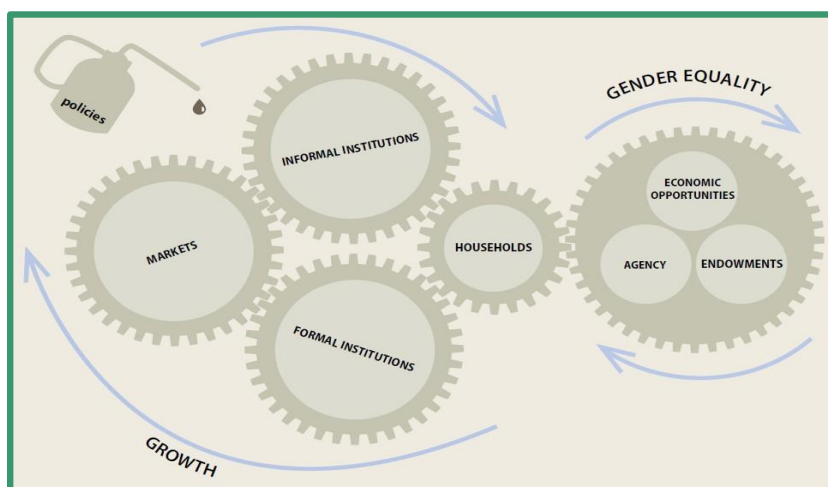 policies
INFORMAL INSTITUTIONS
MARKETS
FORMAL INSTITUTIONS
HOUSEHOLDS
GENDER EQUALITY
ECONOMIC
OPPORTUNITIES
AGENCY
ENDOWMENTS
GROWTH